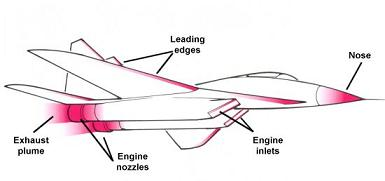 Leading
edges
Nose
Exhaust
plume
Engine
nozzles
Engine
inlets